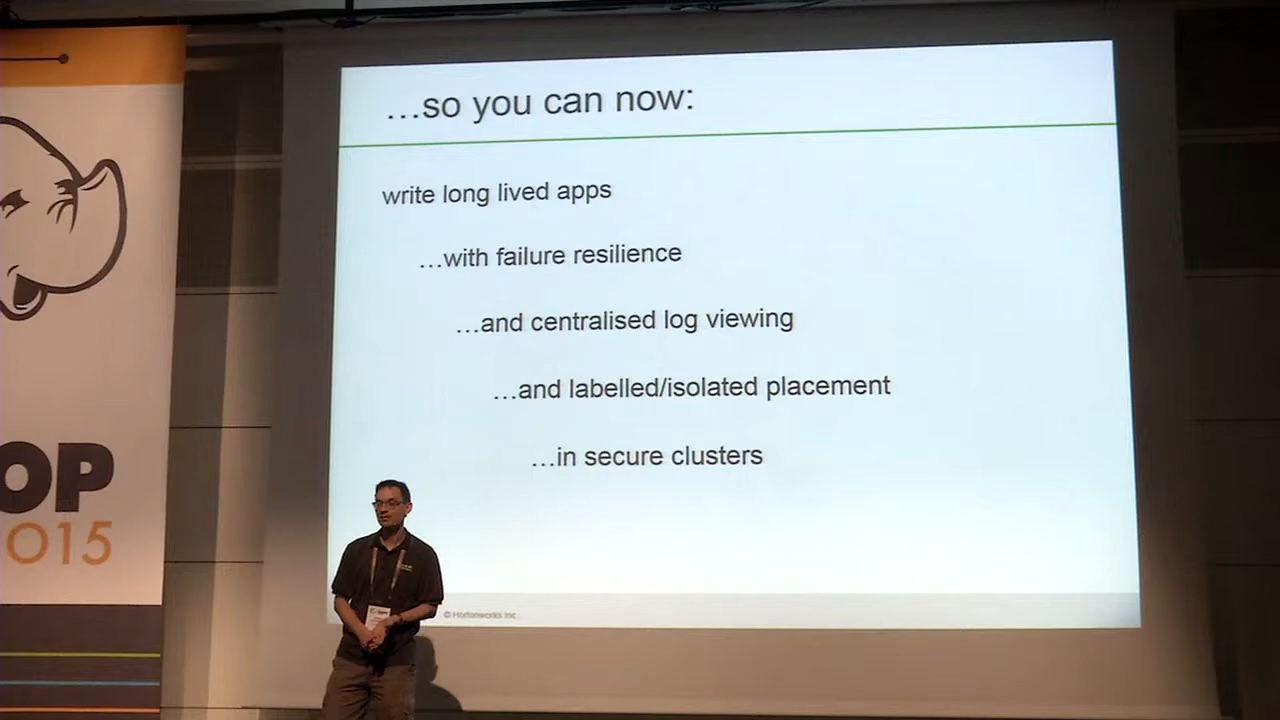 …so you can now:
write long lived apps
…with failure resilience
…and centralised log viewing
…and labelled/isolated placement
…in secure clusters
© Hortonworks Inc.
OP
015